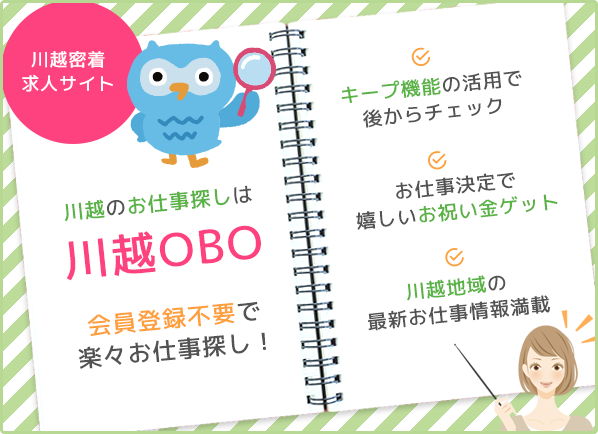 川越密着
求人サイト
川越のお仕事探しは
川越OBO
会員登録不要で
楽々お仕事探し！
キープ機能の活用で
後からチェック
お仕事決定で
嬉しいお祝い金ゲット
川越地域の
最新お仕事情報満載